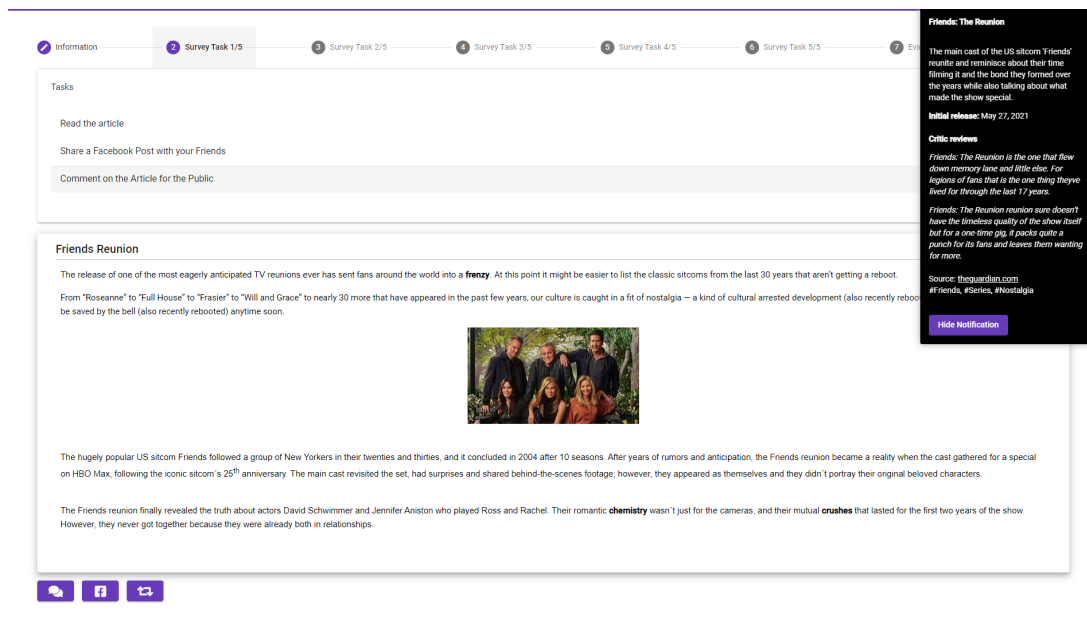 Information
2 Survey Task 1/5
3 Survey Task 2/5
4 Survey Task 3/5
5 Survey Task 4/5
6 Survey Task 5/5
7
Tasks
Read the article
Share a Facebook Post with your Friends
Comment on the Article for the Public
Friends Reunion
The release of one of the most eagerly anticipated TV reunions ever has sent fans around the world into a frenzy. At this point it might be easier to list the classic sitcoms from the last 30 years that aren't getting a reboot.
From "Roseanne" to "Full House" to "Frasier" to "Will and Grace" to nearly 30 more that have appeared in the past few years, our culture is caught in a fit of nostalgia – a kind of cultural arrested development (also recently
be saved by the bell (also recently rebooted) anytime soon.
The hugely popular US sitcom Friends followed a group of New Yorkers in their twenties and thirties, and it concluded in 2004 after 10 seasons. After years of rumors and anticipation, the Friends reunion became a reality when the cast gathered for a special
on HBO Max, following the iconic sitcom´s 25th anniversary. The main cast revisited the set, had surprises and shared behind-the-scenes footage; however, they appeared as themselves and they didn´t portray their original beloved characters.
The Friends reunion finally revealed the truth about actors David Schwimmer and Jennifer Aniston who played Ross and Rachel. Their romantic chemistry wasn´t just for the cameras, and their mutual crushes that lasted for the first two years of the show.
However, they never got together because they were already both in relationships.
Friends: The Reunion
The main cast of the US sitcom 'Friends'
reunite and reminisce about their time
filming it and the bond they formed over
the years while also talking about what
made the show special.
Initial release: May 27, 2021
Critic reviews
Friends: The Reunion is the one that flew
down memory lane and little else. For
legions of fans that is the one thing theyve
lived for through the last 17 years.
Friends: The Reunion reunion sure doesn't
have the timeless quality of the show itself
but for a one-time gig, it packs quite a
punch for its fans and leaves them wanting
for more.
Source: theguardian.com
#Friends, #Series, #Nostalgia
Hide Notification